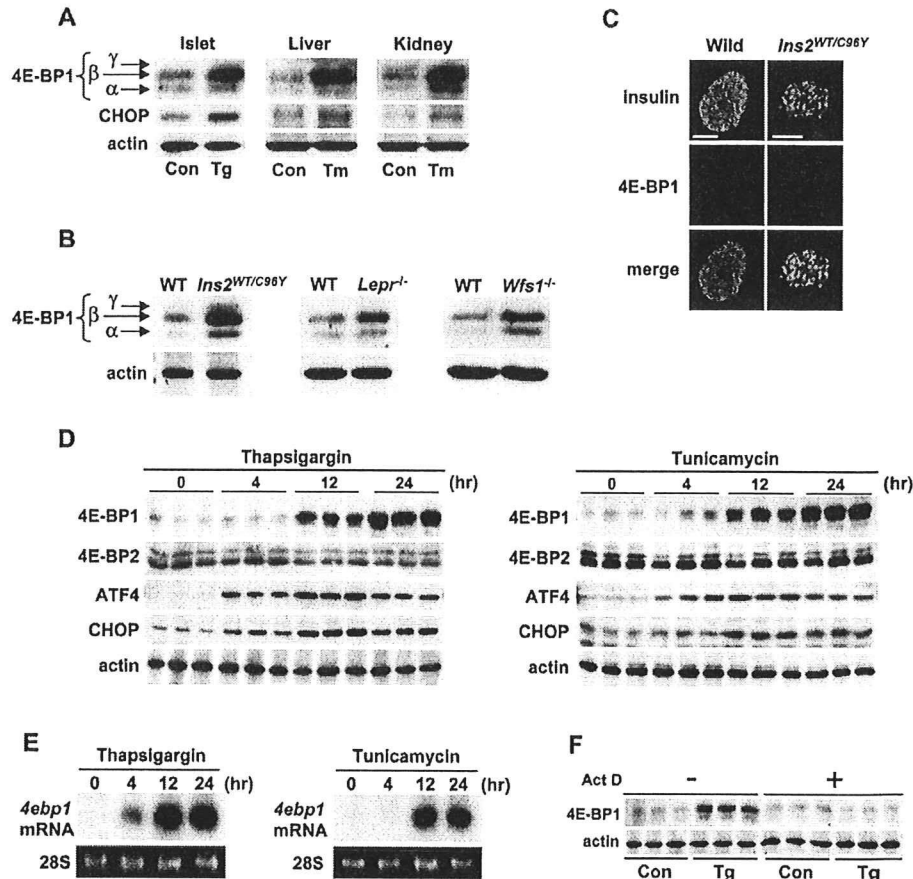 A
Islet Liver Kidney
4E-BP1 { γ β α
CHOP
actin
Con Tg Con Tm Con Tm
B
WT Ins2^WT/C96Y WT Lepr^-/- WT Wfs1^-/-
4E-BP1 { γ β α
actin
C
Wild Ins2^WT/C96Y
insulin
4E-BP1
merge
D
Thapsigargin
0 4 12 24 (hr)
4E-BP1
4E-BP2
ATF4
CHOP
actin
Tunicamycin
0 4 12 24 (hr)
4E-BP1
4E-BP2
ATF4
CHOP
actin
E
Thapsigargin
0 4 12 24 (hr)
4ebp1
mRNA
28S
Tunicamycin
0 4 12 24 (hr)
4ebp1
mRNA
28S
F
Act D - +
4E-BP1
actin
Con Tg Con Tg